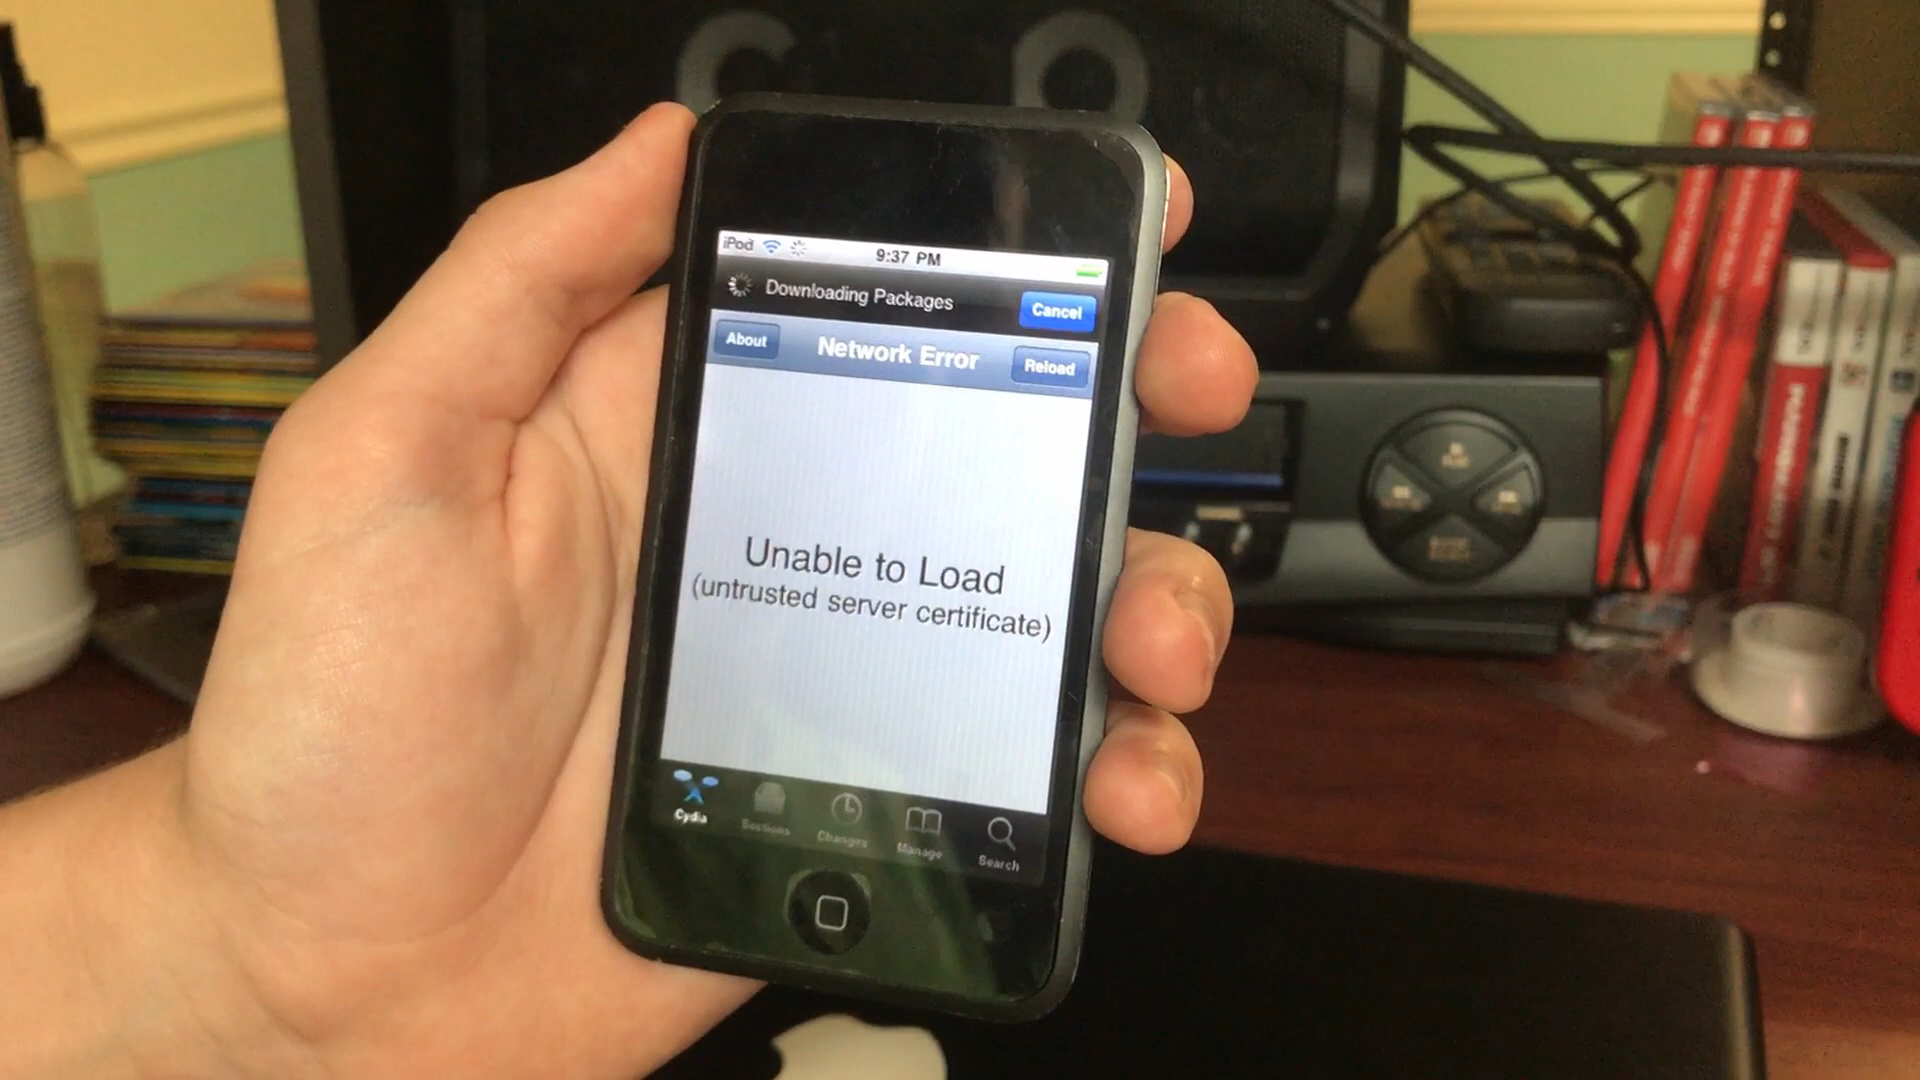 iPod 9:37 PM
Downloading Packages Cancel
About Network Error Reload
Unable to Load
(untrusted server certificate)
Cydia Sections Changes Manage Search